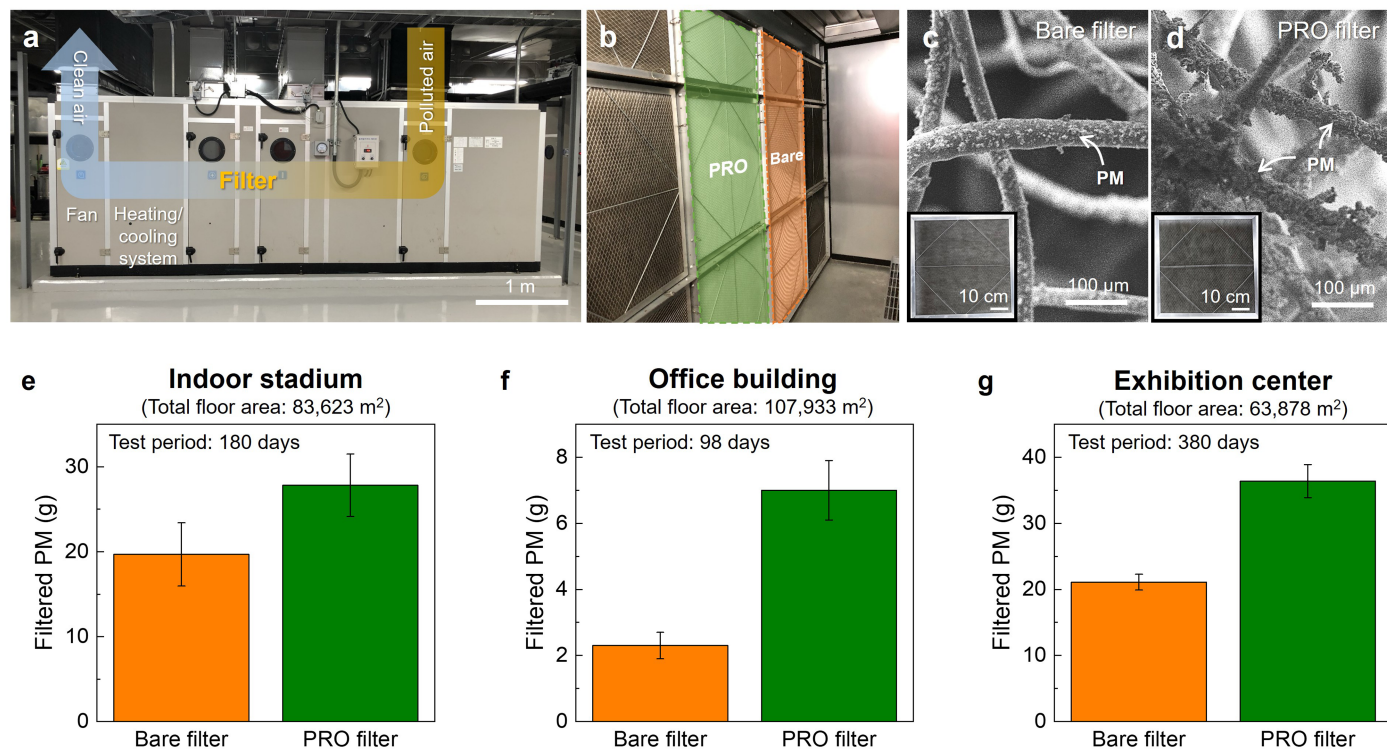 a
Clean air
Polluted air
Filter
Fan
Heating/
cooling
system
1 m
b
PRO
Bare
c
Bare filter
PM
10 cm
100 µm
d
PRO filter
PM
10 cm
100 µm
e
Indoor stadium
(Total floor area: 83,623 m²)
Test period: 180 days
Filtered PM (g)
30
20
10
0
Bare filter
PRO filter
f
Office building
(Total floor area: 107,933 m²)
Test period: 98 days
Filtered PM (g)
8
6
4
2
0
Bare filter
PRO filter
g
Exhibition center
(Total floor area: 63,878 m²)
Test period: 380 days
Filtered PM (g)
40
30
20
10
0
Bare filter
PRO filter